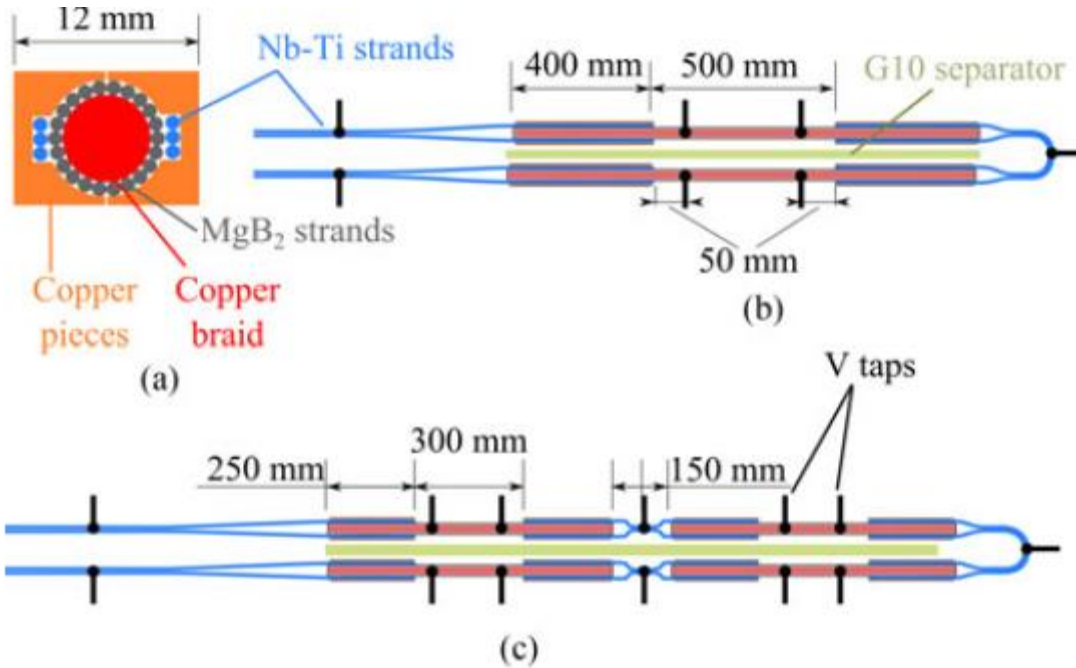 12 mm
Nb-Ti strands
MgB₂ strands
Copper
pieces
Copper
braid
(a)
400 mm
500 mm
G10 separator
50 mm
(b)
V taps
250 mm
300 mm
150 mm
(c)